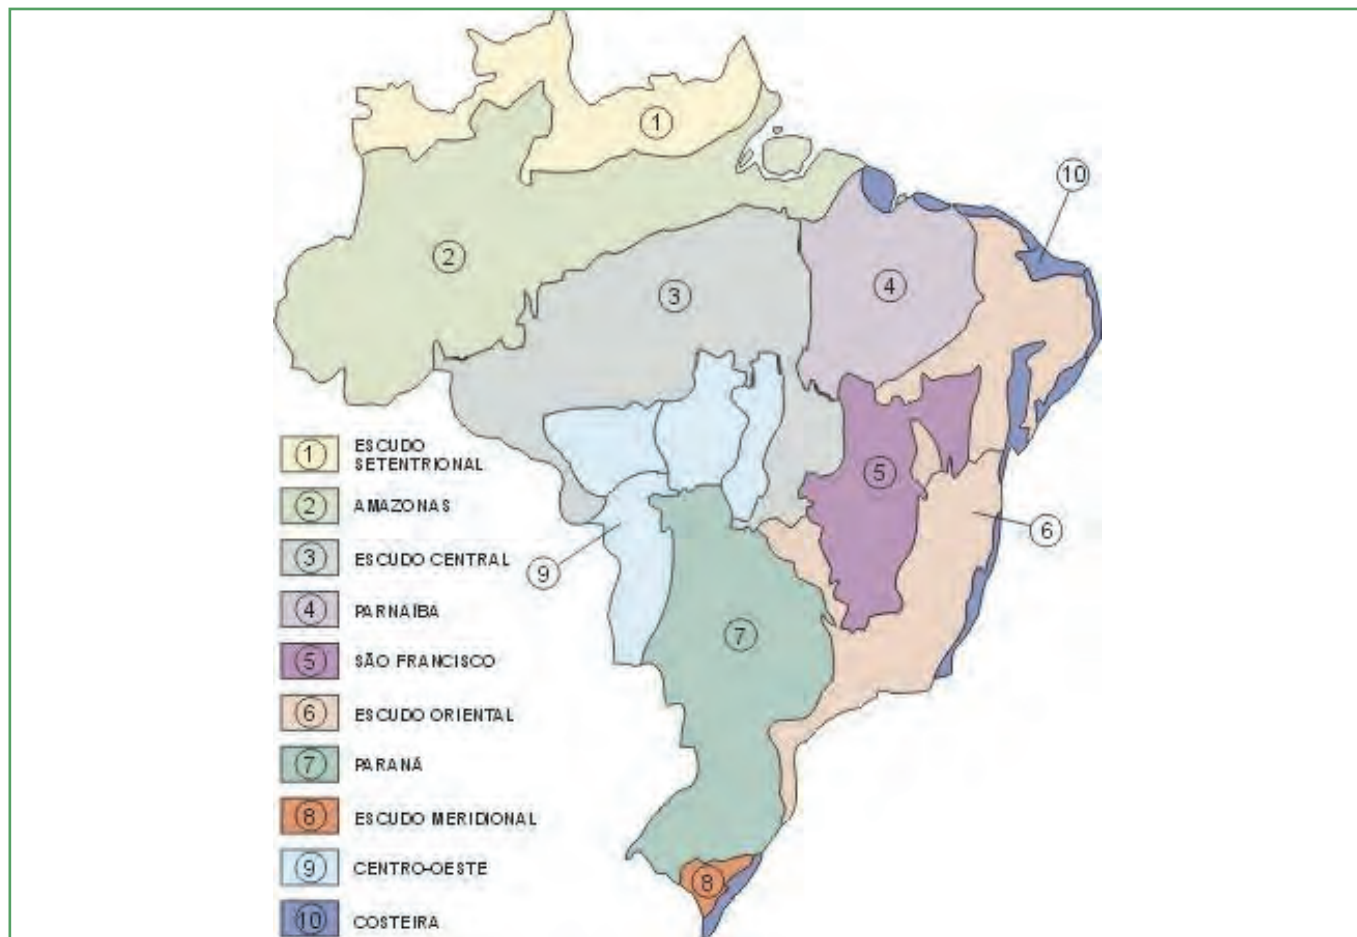 1
10
2
3
4
5
6
9
7
8
1 ESCUDO
SETENTRIONAL
2 AMAZONAS
3 ESCUDO CENTRAL
4 PARNAÍBA
5 SÃO FRANCISCO
6 ESCUDO ORIENTAL
7 PARANÁ
8 ESCUDO MERIDIONAL
9 CENTRO-OESTE
10 COSTEIRA